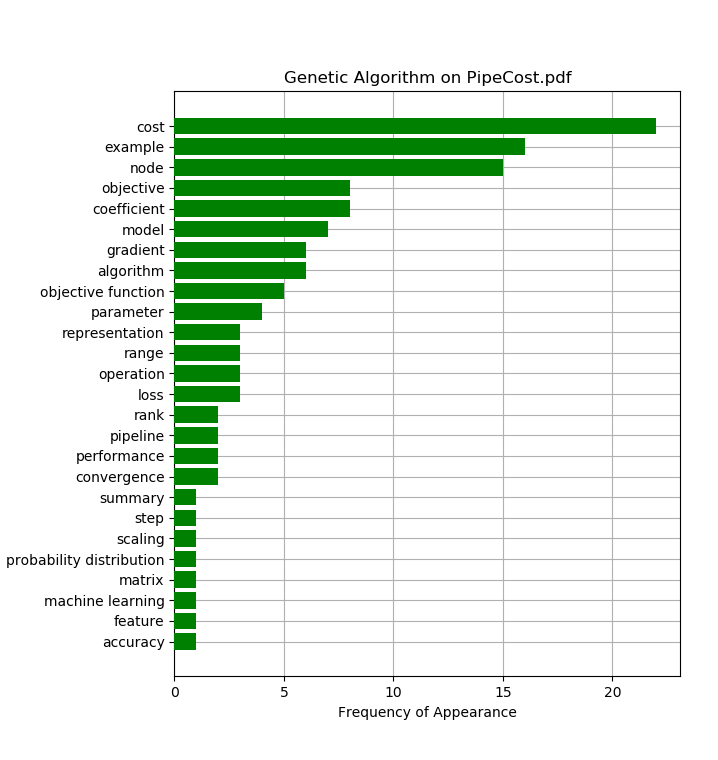 Genetic Algorithm on PipeCost.pdf
cost
example
node
objective
coefficient
model
gradient
algorithm
objective function
parameter
representation
range
operation
loss
rank
pipeline
performance
convergence
summary
step
scaling
probability distribution
matrix
machine learning
feature
accuracy
0 5 10 15 20
Frequency of Appearance